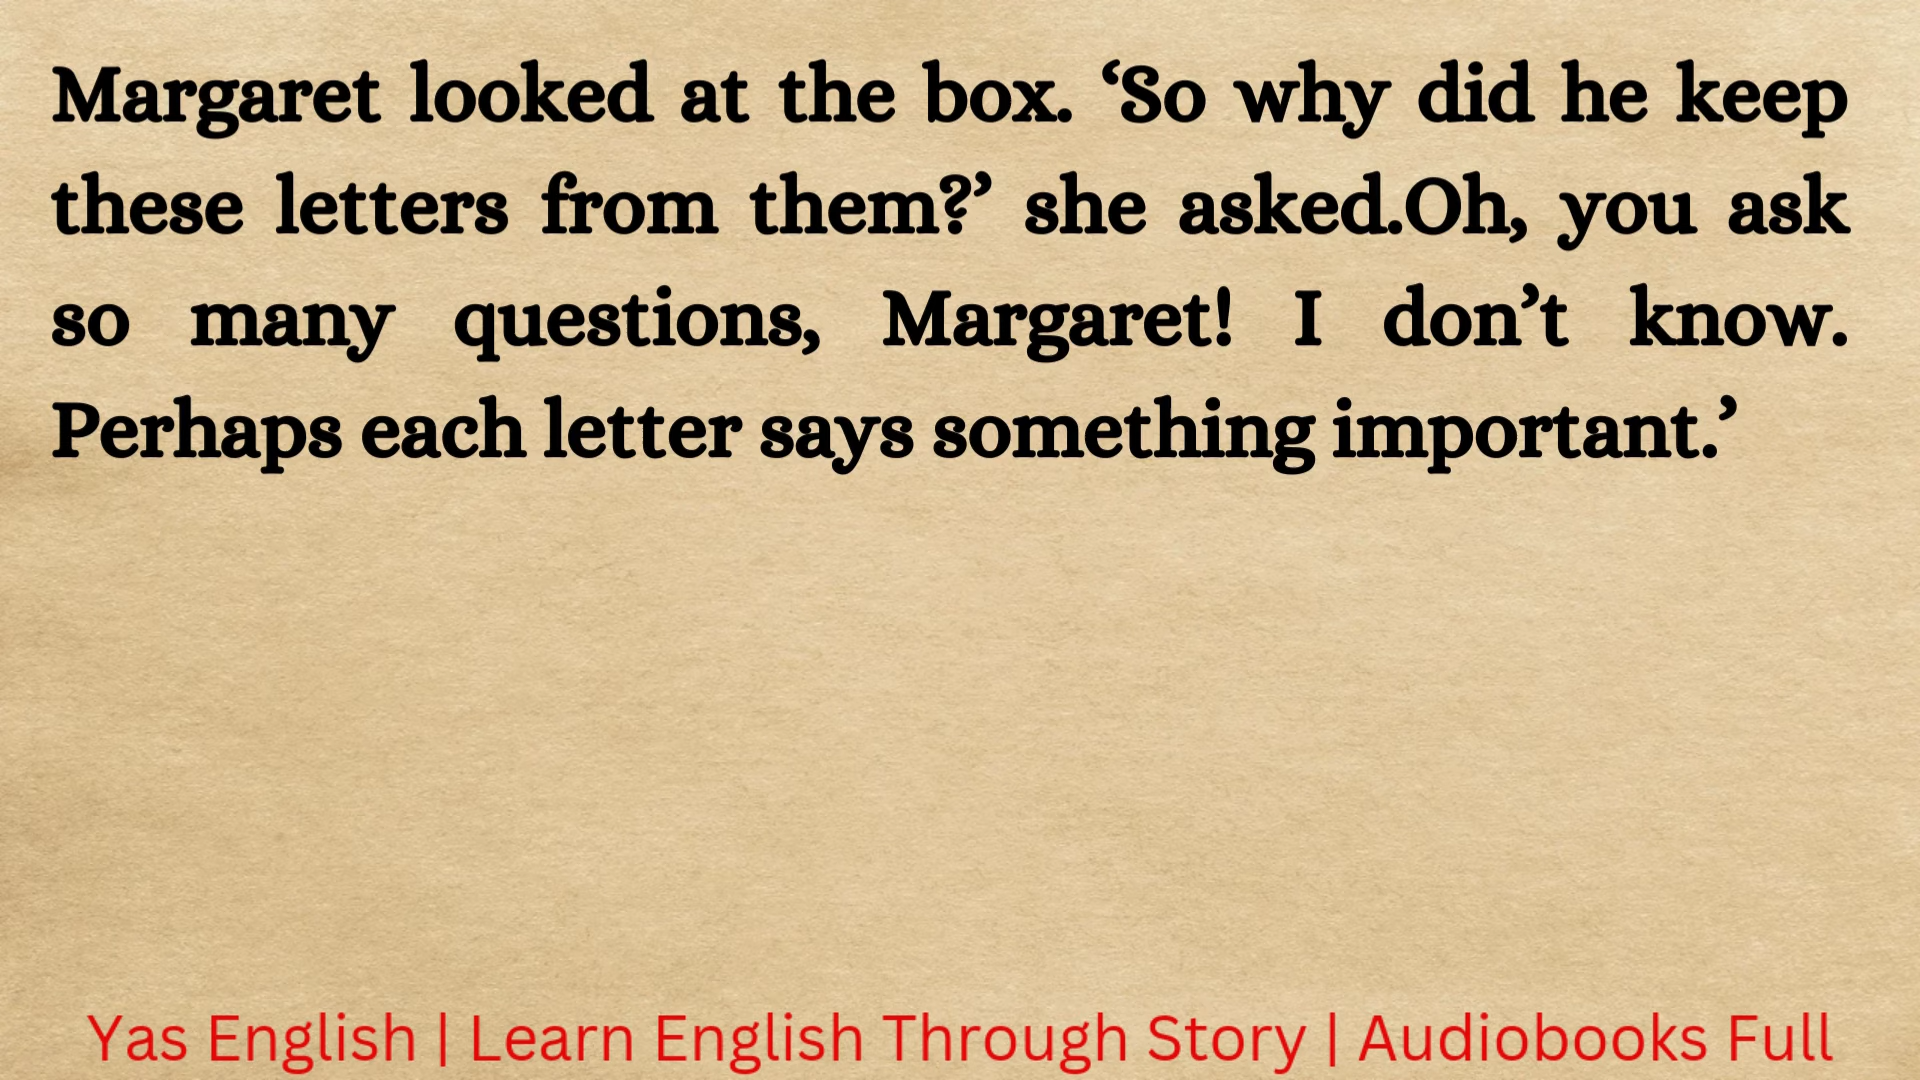 Margaret looked at the box. ‘So why did he keep
these letters from them?’ she asked.Oh, you ask
so many questions, Margaret! I don’t know.
Perhaps each letter says something important.’
Yas English | Learn English Through Story | Audiobooks Full